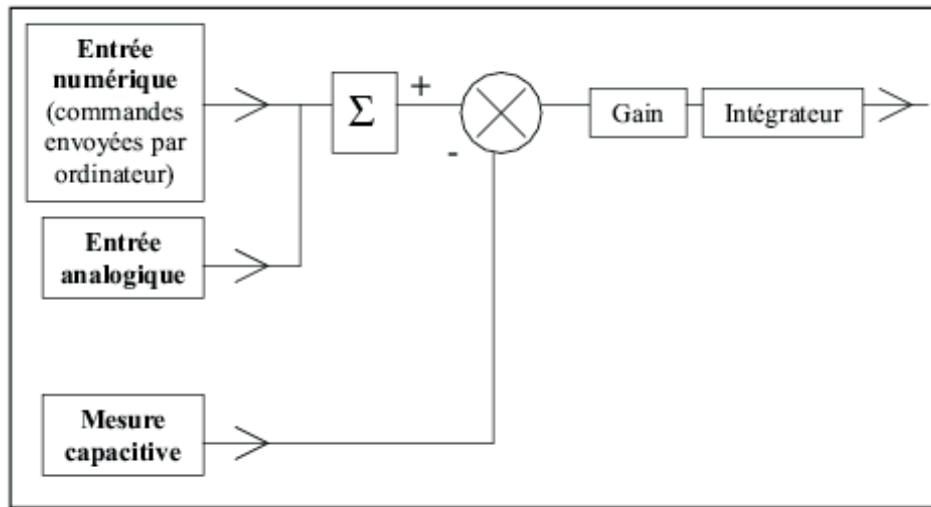 Entrée
numérique
(commandes
envoyées par
ordinateur)
Σ
+
-
Gain
Intégrateur
Entrée
analogique
Mesure
capacitive